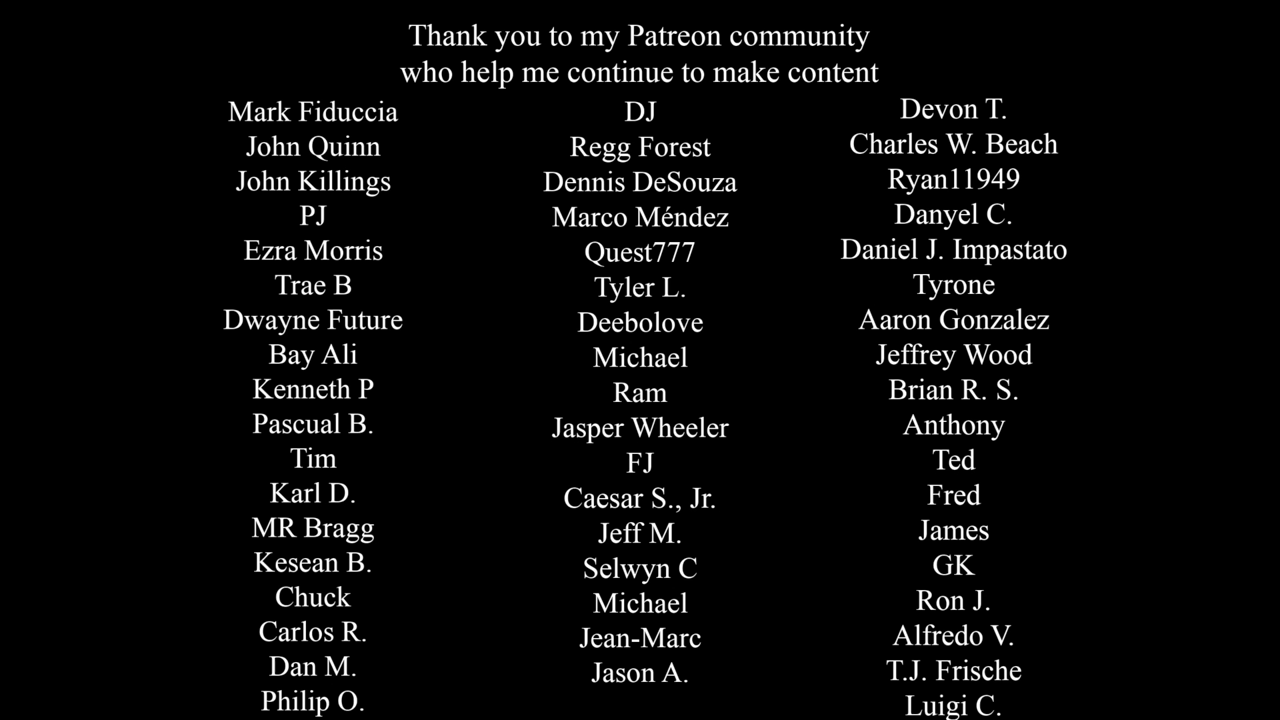 Thank you to my Patreon community
who help me continue to make content
Mark Fiduccia
John Quinn
John Killings
PJ
Ezra Morris
Trae B
Dwayne Future
Bay Ali
Kenneth P
Pascual B.
Tim
Karl D.
MR Bragg
Kesean B.
Chuck
Carlos R.
Dan M.
Philip O.
DJ
Regg Forest
Dennis DeSouza
Marco Méndez
Quest777
Tyler L.
Deebolove
Michael
Ram
Jasper Wheeler
FJ
Caesar S., Jr.
Jeff M.
Selwyn C
Michael
Jean-Marc
Jason A.
Devon T.
Charles W. Beach
Ryan11949
Danyel C.
Daniel J. Impastato
Tyrone
Aaron Gonzalez
Jeffrey Wood
Brian R. S.
Anthony
Ted
Fred
James
GK
Ron J.
Alfredo V.
T.J. Frische
Luigi C.